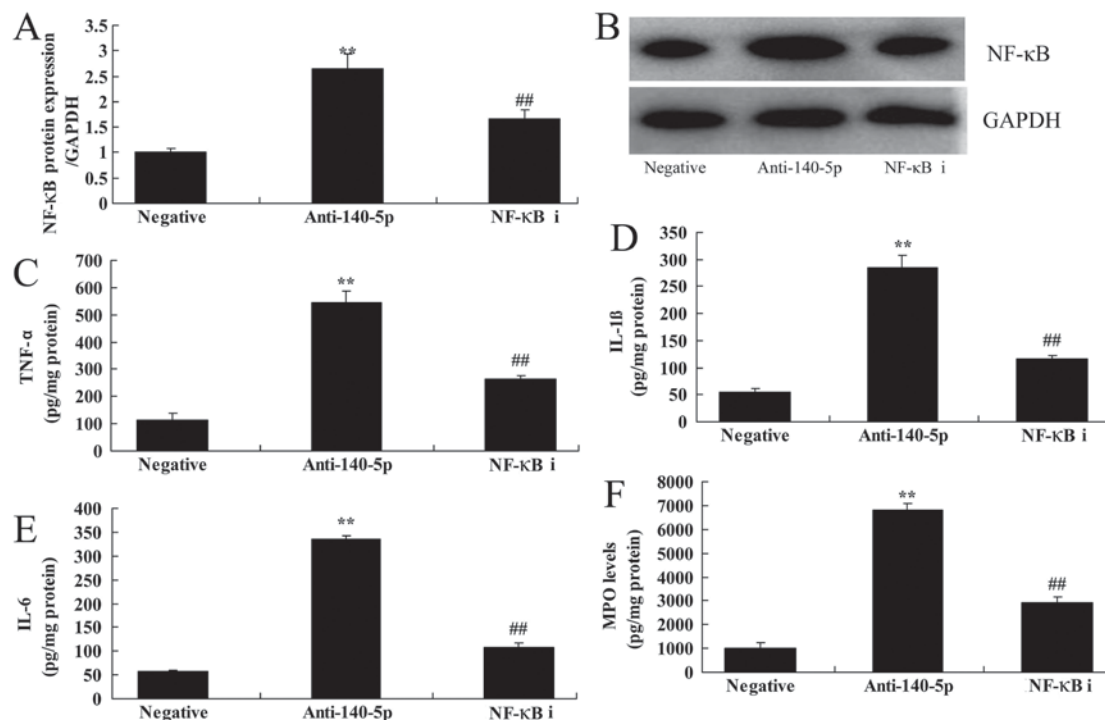 A
NF-κB protein expression
/GAPDH
3.5
3
2.5
2
1.5
1
0.5
0
**
##
Negative
Anti-140-5p
NF-κB i
B
NF-κB
GAPDH
Negative
Anti-140-5p
NF-κB i
C
TNF-α
(pg/mg protein)
700
600
500
400
300
200
100
0
**
##
Negative
Anti-140-5p
NF-κB i
D
IL-1ß
(pg/mg protein)
350
300
250
200
150
100
50
0
**
##
Negative
Anti-140-5p
NF-κB i
E
IL-6
(pg/mg protein)
400
350
300
250
200
150
100
50
0
**
##
Negative
Anti-140-5p
NF-κB i
F
MPO levels
(pg/mg protein)
8000
7000
6000
5000
4000
3000
2000
1000
0
**
##
Negative
Anti-140-5p
NF-κB i